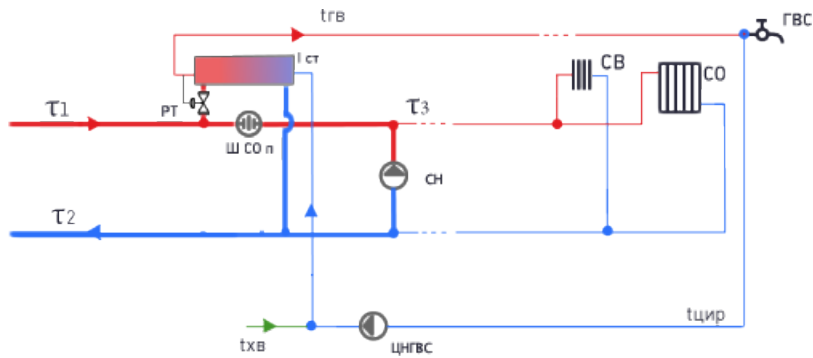 tгв
ГВС
I ст
СВ
СО
τ1
РТ
τ3
Ш СО п
СН
τ2
tцир
tхв
ЦНГВС